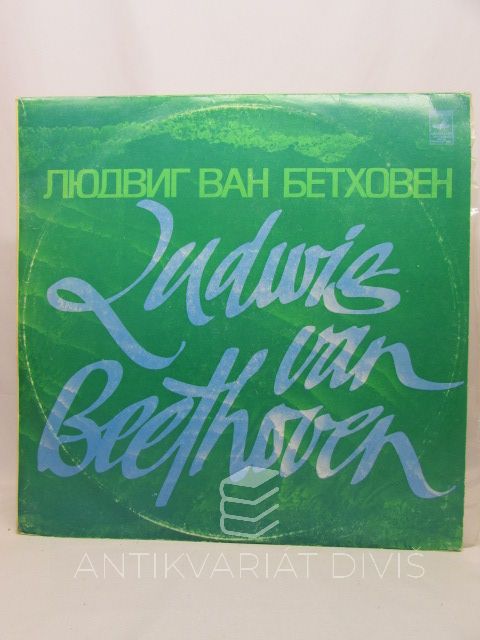 ЛЮДВИГ ВАН БЕТХОВЕН
Ludwig
van
Beethoven
ANTIKVARIÁT DIVIŠ